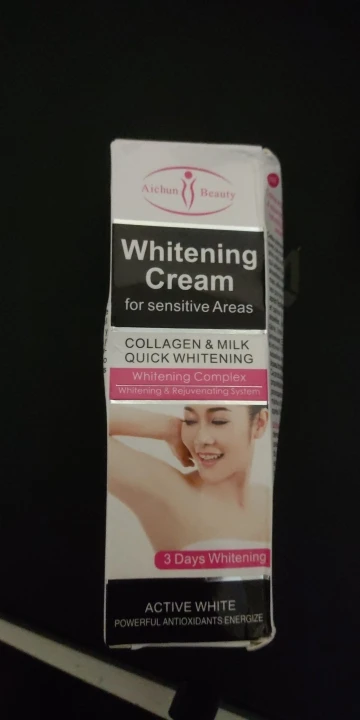 Aichun Beauty
Whitening
Cream
for sensitive Areas
COLLAGEN & MILK
QUICK WHITENING
Whitening Complex
Whitening & Rejuvenating System
3 Days Whitening
ACTIVE WHITE
POWERFUL ANTIOXIDANTS ENERGIZE